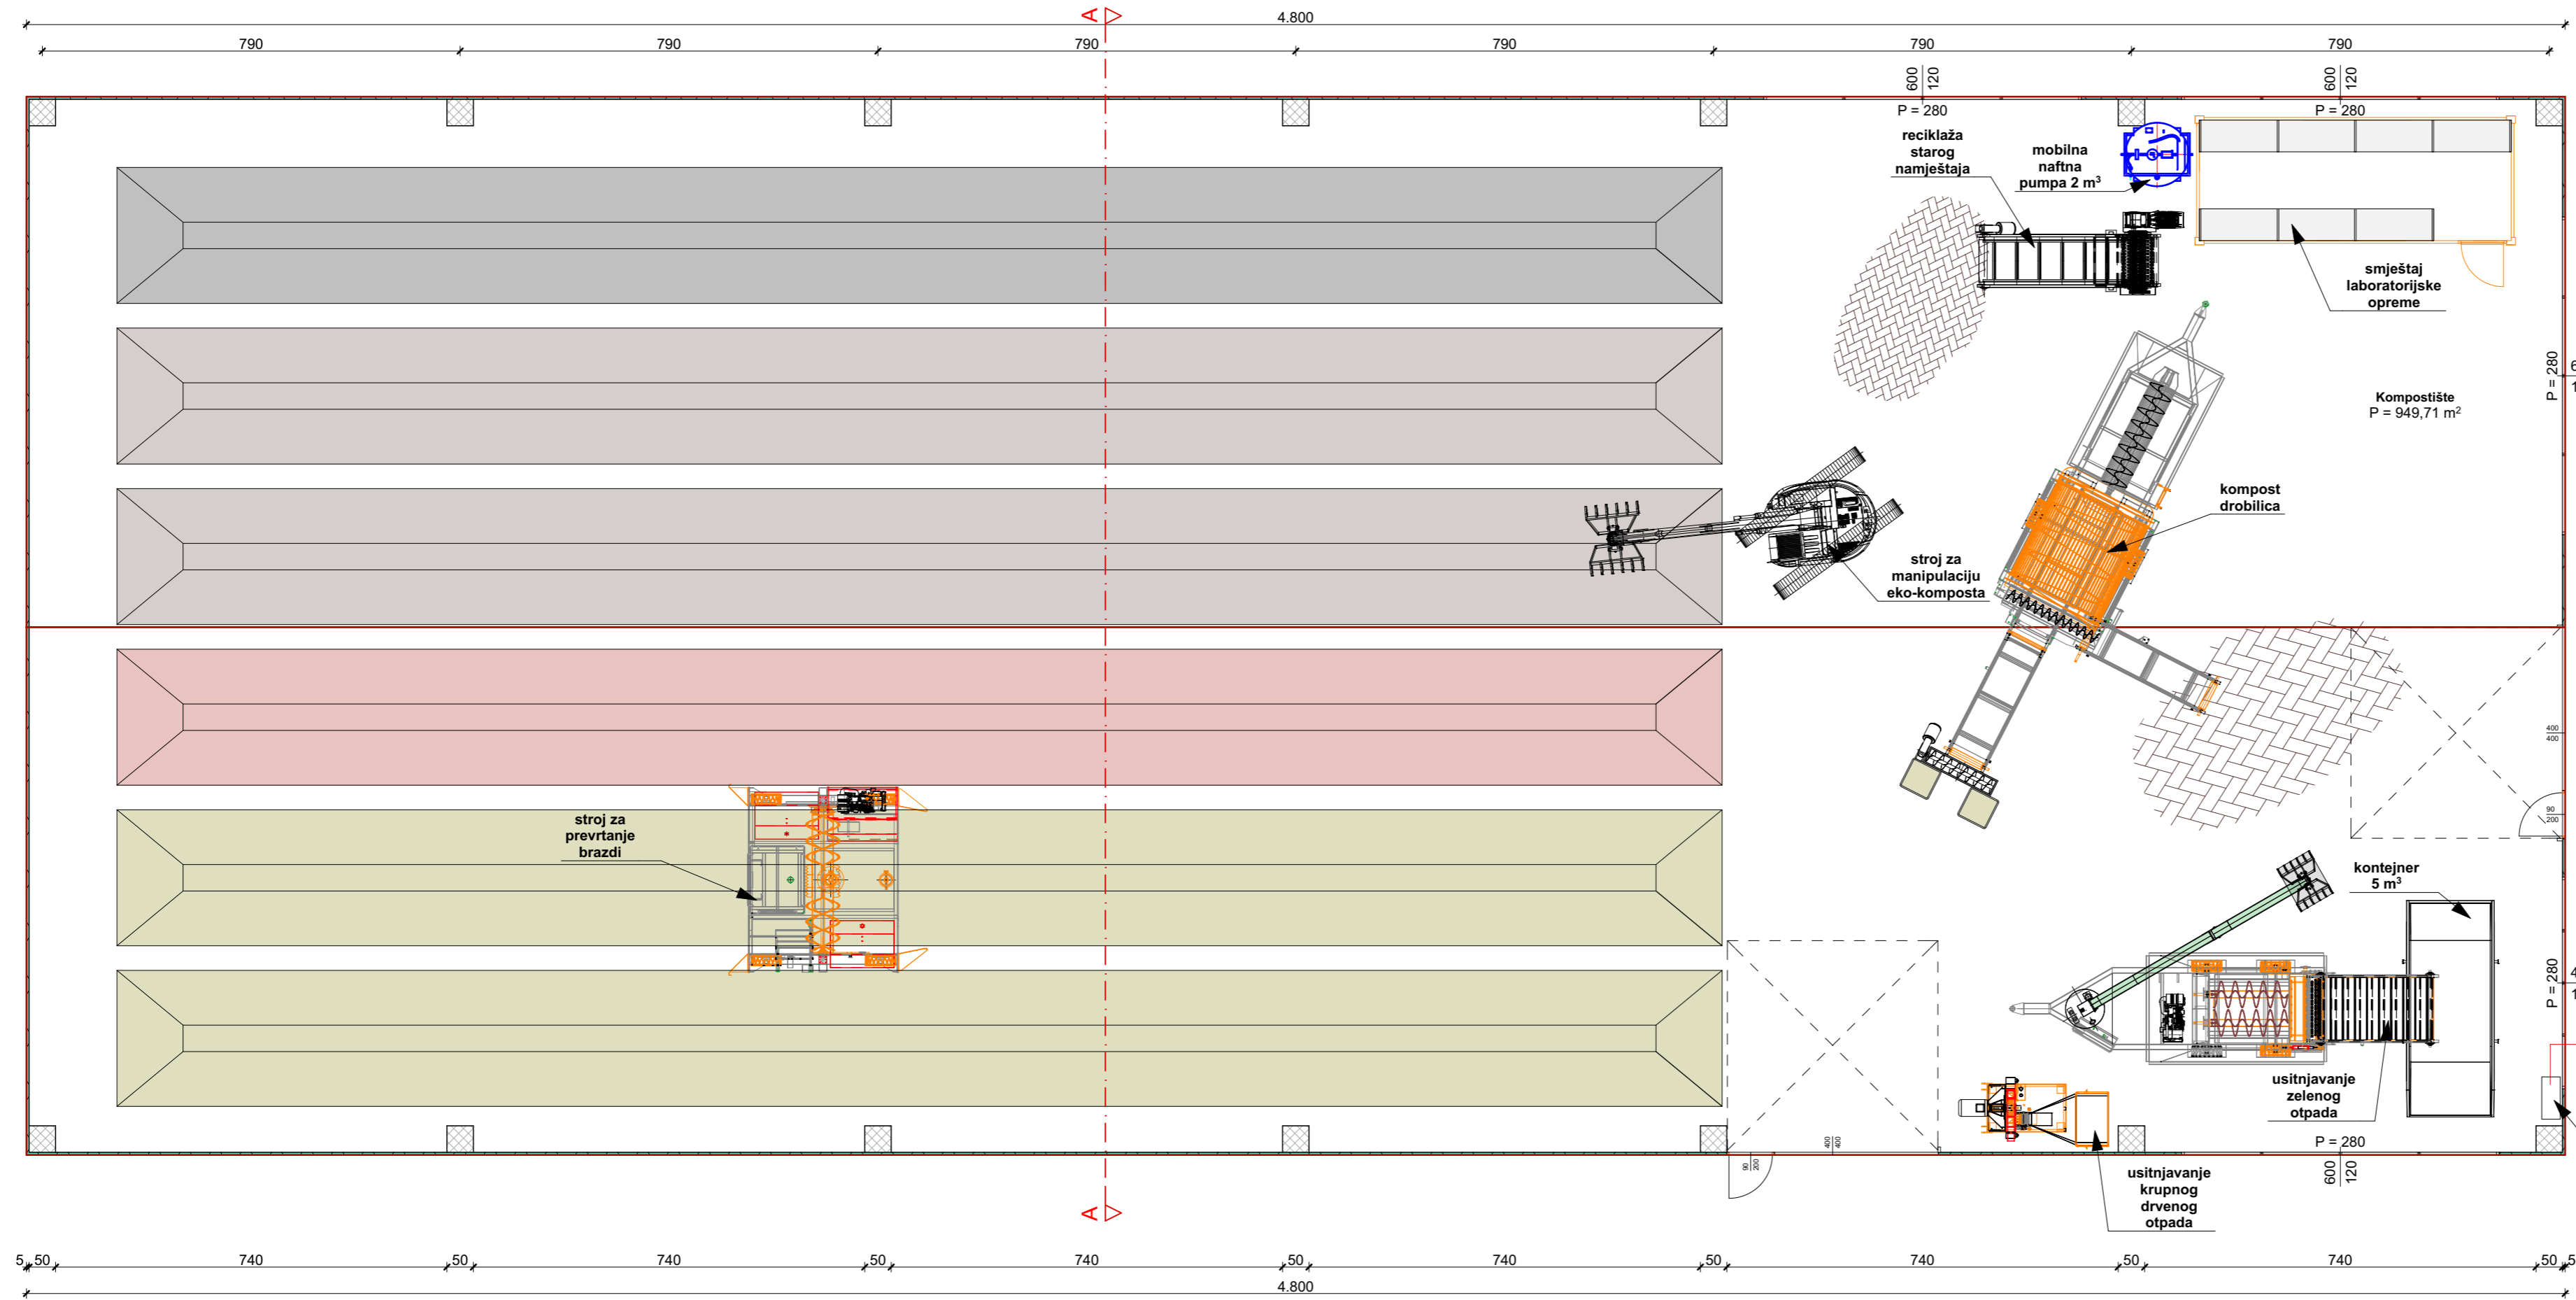 A
4.800
790
790
790
790
790
790
600
120
600
120
P = 280
P = 280
reciklaža
starog
namještaja
mobilna
naftna
pumpa 2 m³
smještaj
laboratorijske
opreme
P = 280
6
1
Kompostište
P = 949,71 m²
kompost
drobilica
stroj za
manipulaciju
eko-komposta
400
400
90
200
stroj za
prevrtanje
brazdi
kontejner
5 m³
P = 280
4
1
usitnjavanje
zelenog
otpada
400
400
90
200
P = 280
600
120
usitnjavanje
krupnog
drvenog
otpada
A
5
50
740
50
740
50
740
50
740
50
740
50
740
50
5
4.800